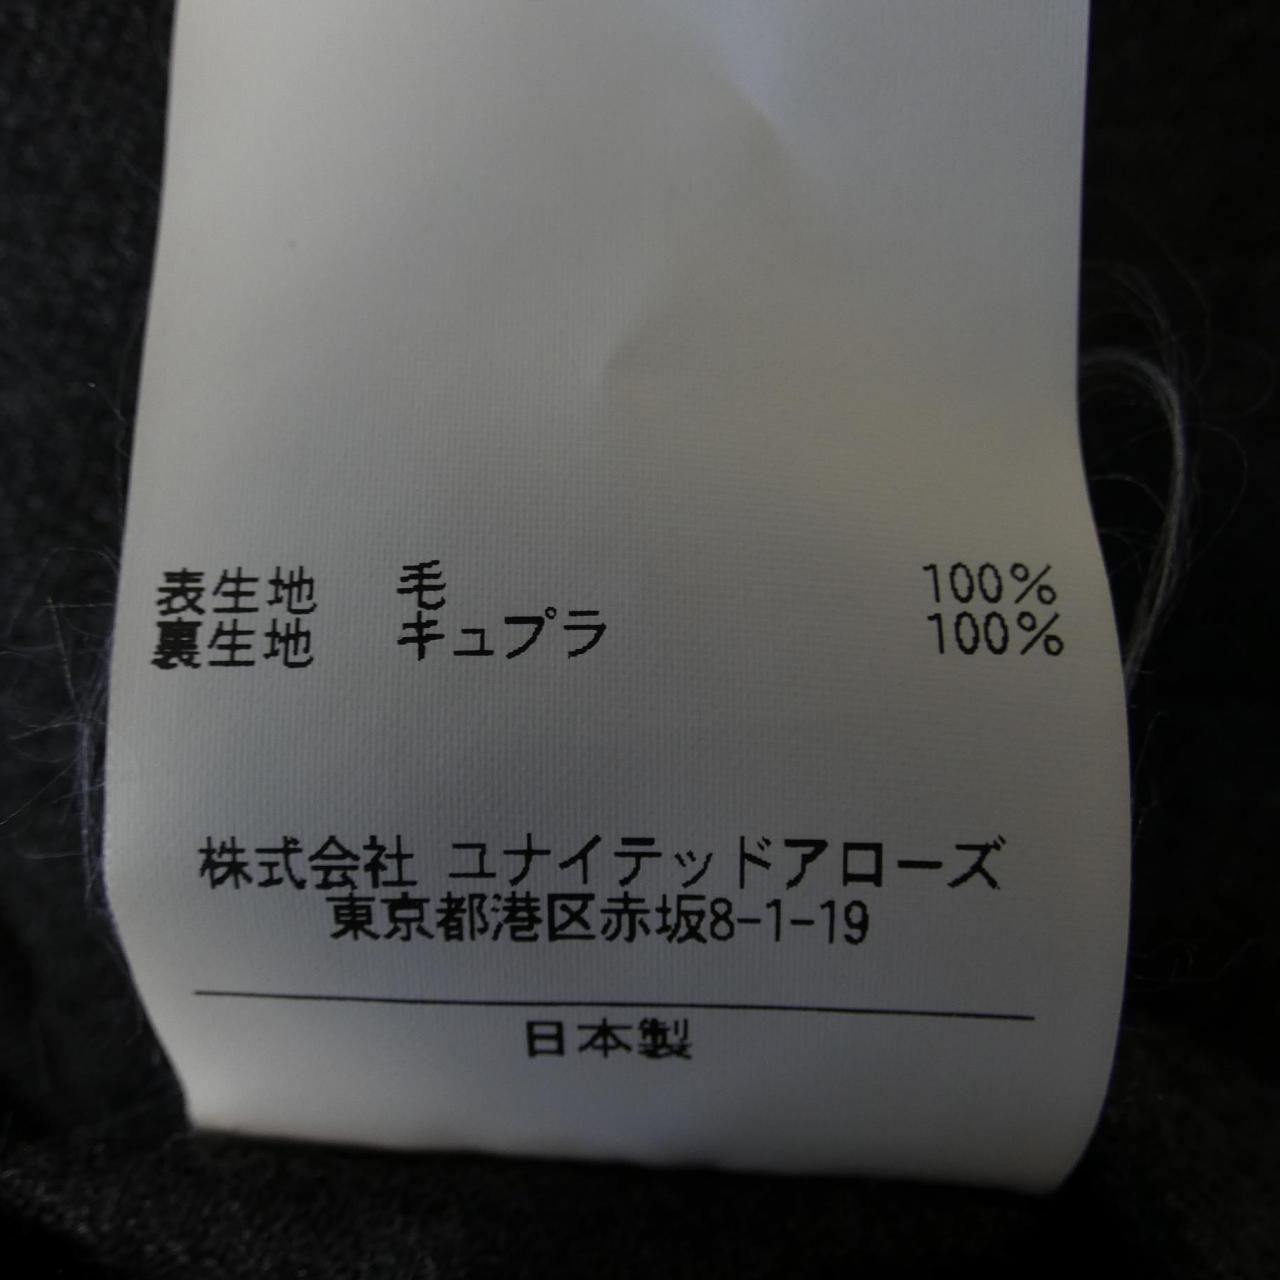 表生地 毛 100%
裏生地 キュプラ 100%
株式会社 ユナイテッドアローズ
東京都港区赤坂8-1-19
日本製